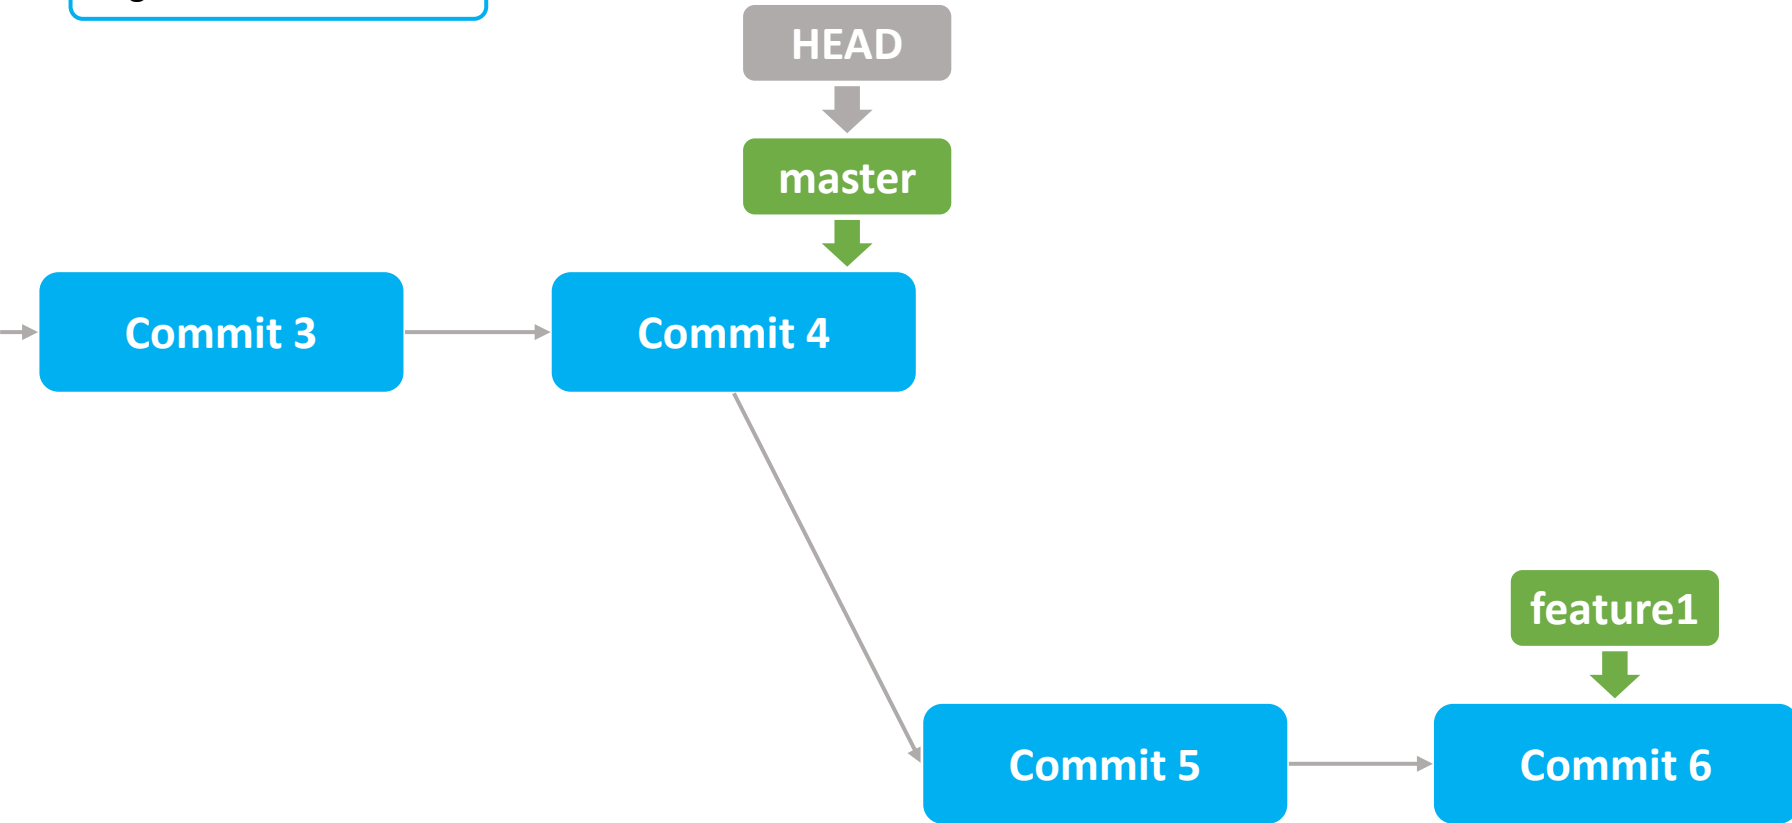 HEAD
master
Commit 3
Commit 4
feature1
Commit 5
Commit 6